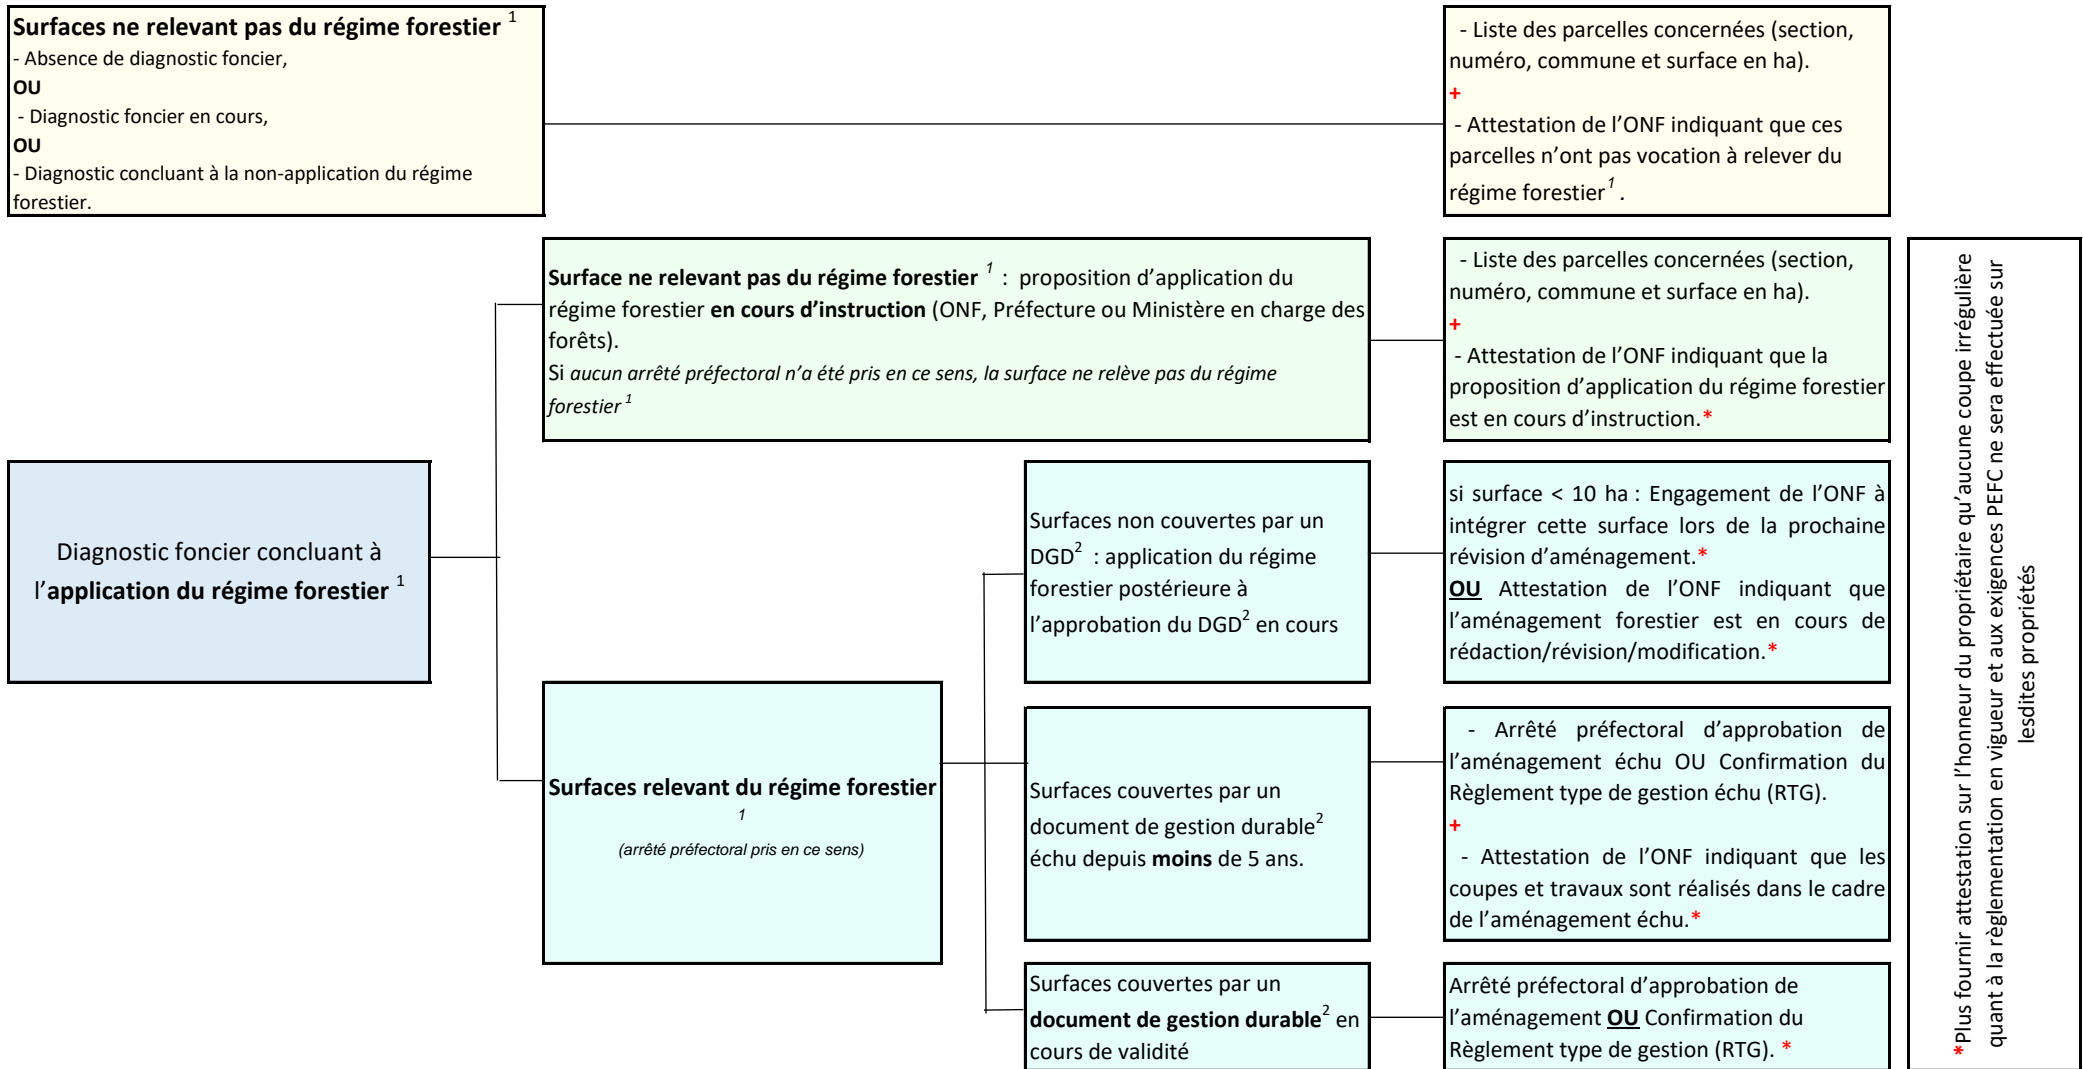 Surfaces ne relevant pas du régime forestier 1
- Absence de diagnostic foncier,
OU
- Diagnostic foncier en cours,
OU
- Diagnostic concluant à la non-application du régime
forestier.
- Liste des parcelles concernées (section,
numéro, commune et surface en ha).
+
- Attestation de l’ONF indiquant que ces
parcelles n’ont pas vocation à relever du
régime forestier 1 .
Surface ne relevant pas du régime forestier 1 : proposition d’application du
régime forestier en cours d’instruction (ONF, Préfecture ou Ministère en charge des
forêts).
Si aucun arrêté préfectoral n’a été pris en ce sens, la surface ne relève pas du régime
forestier 1
- Liste des parcelles concernées (section,
numéro, commune et surface en ha).
+
- Attestation de l’ONF indiquant que la
proposition d’application du régime forestier
est en cours d’instruction.*
Diagnostic foncier concluant à
l’application du régime forestier 1
Surfaces non couvertes par un
DGD2 : application du régime
forestier postérieure à
l’approbation du DGD2 en cours
si surface < 10 ha : Engagement de l’ONF à
intégrer cette surface lors de la prochaine
révision d’aménagement.*
OU Attestation de l’ONF indiquant que
l’aménagement forestier est en cours de
rédaction/révision/modification.*
Surfaces relevant du régime forestier
1
(arrêté préfectoral pris en ce sens)
Surfaces couvertes par un
document de gestion durable2
échu depuis moins de 5 ans.
- Arrêté préfectoral d’approbation de
l’aménagement échu OU Confirmation du
Règlement type de gestion échu (RTG).
+
- Attestation de l’ONF indiquant que les
coupes et travaux sont réalisés dans le cadre
de l’aménagement échu.*
Surfaces couvertes par un
document de gestion durable2 en
cours de validité
Arrêté préfectoral d’approbation de
l’aménagement OU Confirmation du
Règlement type de gestion (RTG). *
*Plus fournir attestation sur l’honneur du propriétaire qu’aucune coupe irrégulière
quant à la règlementation en vigueur et aux exigences PEFC ne sera effectuée sur
lesdites propriétés